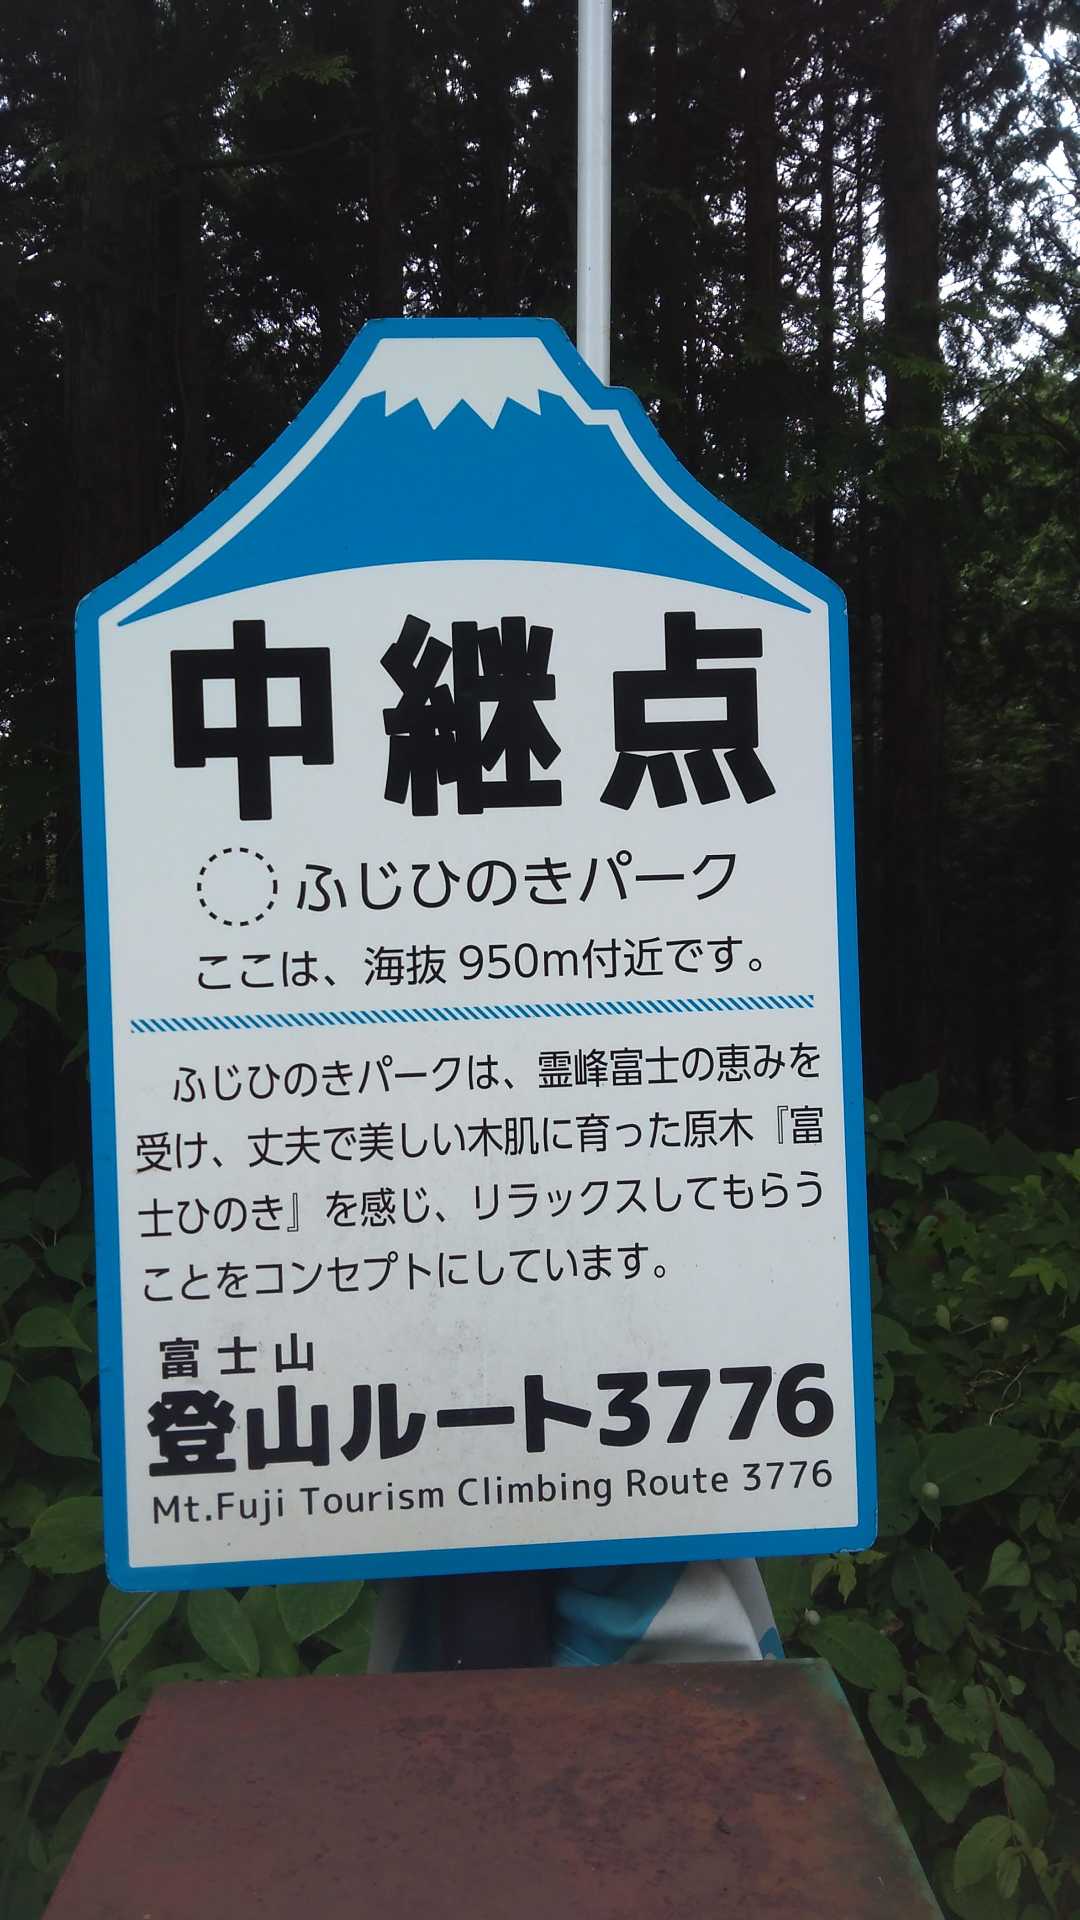 中継点
ふじひのきパーク
ここは、海抜950m付近です。
ふじひのきパークは、霊峰富士の恵みを
受け、丈夫で美しい木肌に育った原木『富
士ひのき』を感じ、リラックスしてもらう
ことをコンセプトにしています。
富士山
登山ルート3776
Mt.Fuji Tourism Climbing Route 3776